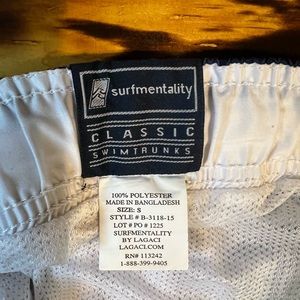 surfmentality
CLASSIC
SWIMTRUNKS
100% POLYESTER
MADE IN BANGLADESH
SIZE: S
STYLE # B-3118-15
LOT # PO # 1225
SURFMENTALITY
BY LAGACI
LAGACI.COM
RN# 113242
1-888-399-9405